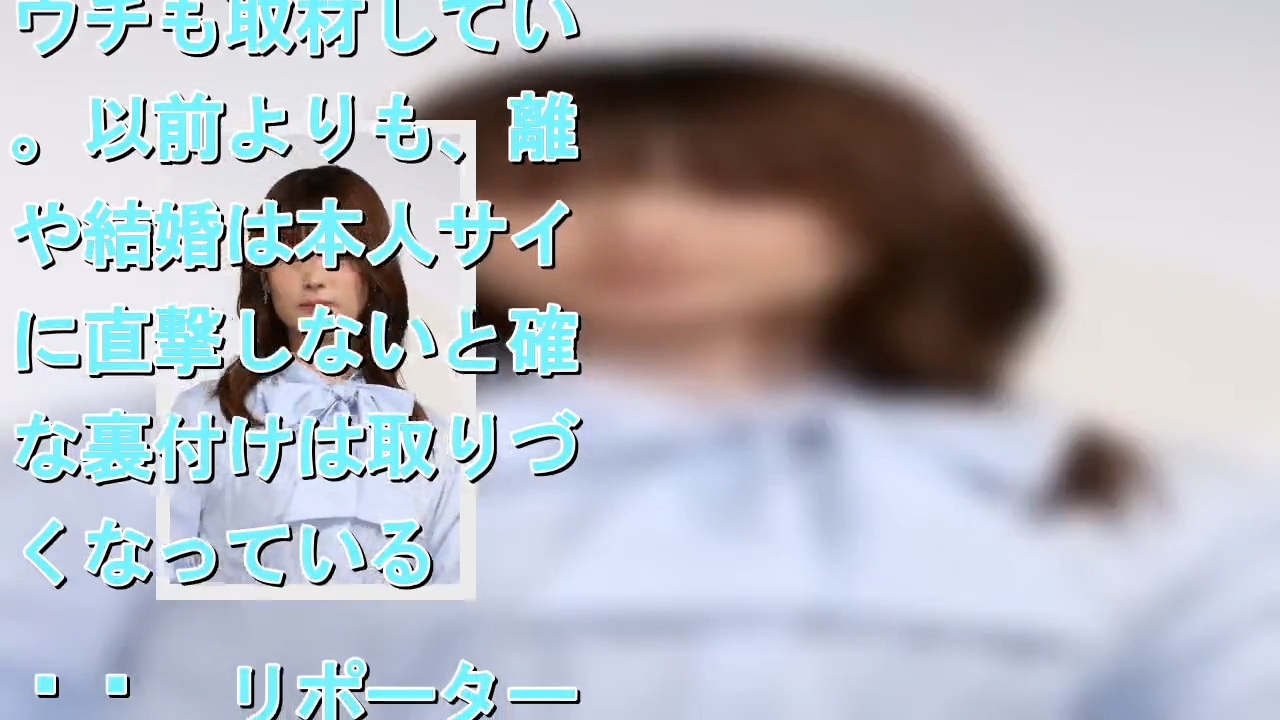 ウチも取材してい
。以前よりも、離
や結婚は本人サイ
に直撃しないと確
な裏付けは取りづ
くなっている
・・　リポーター